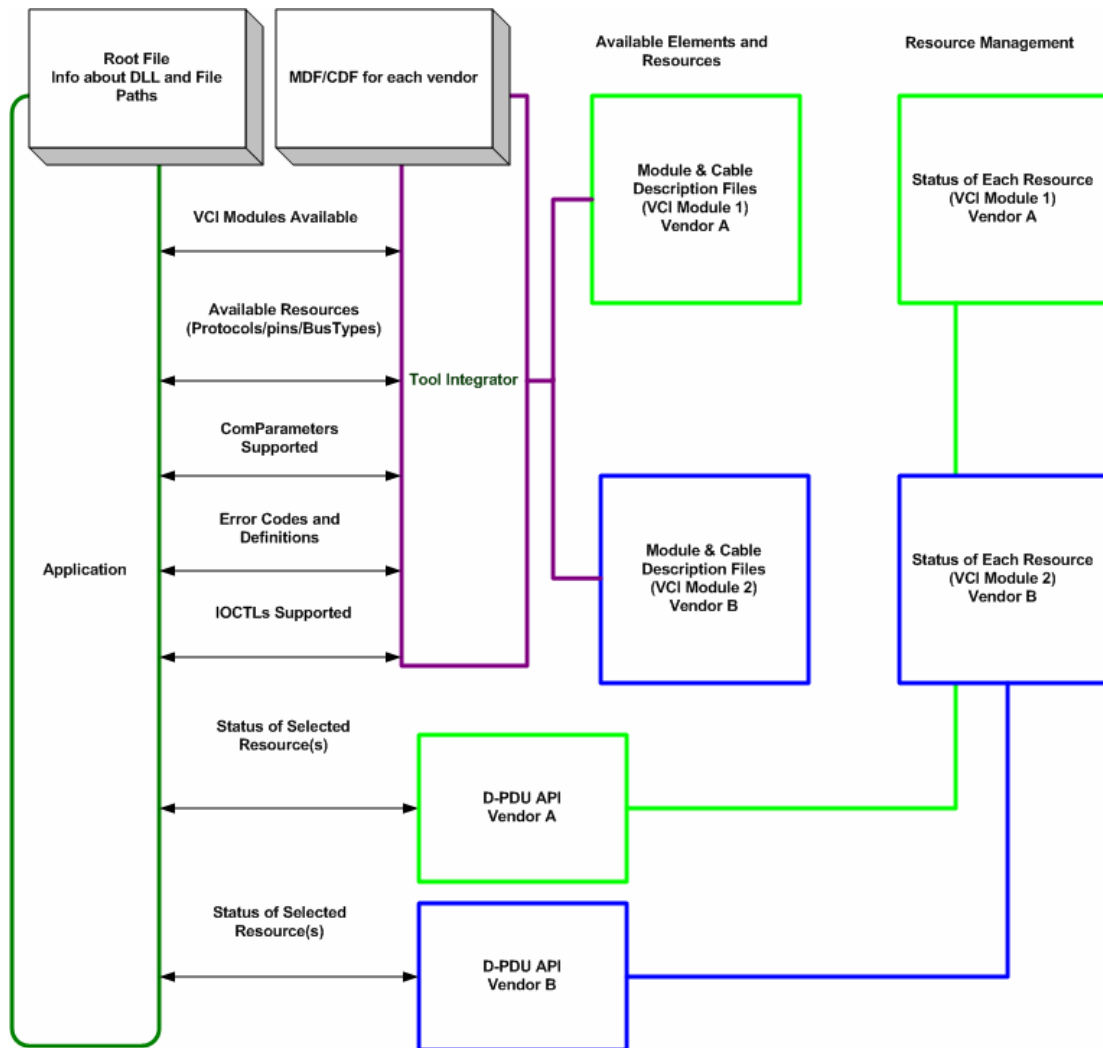 Root File
Info about DLL and File
Paths
MDF/CDF for each vendor
Available Elements and
Resources
Resource Management
Module & Cable
Description Files
(VCI Module 1)
Vendor A
Status of Each Resource
(VCI Module 1)
Vendor A
VCI Modules Available
Available Resources
(Protocols/pins/BusTypes)
Tool Integrator
ComParameters
Supported
Error Codes and
Definitions
Application
IOCTLs Supported
Module & Cable
Description Files
(VCI Module 2)
Vendor B
Status of Each Resource
(VCI Module 2)
Vendor B
Status of Selected
Resource(s)
D-PDU API
Vendor A
Status of Selected
Resource(s)
D-PDU API
Vendor B